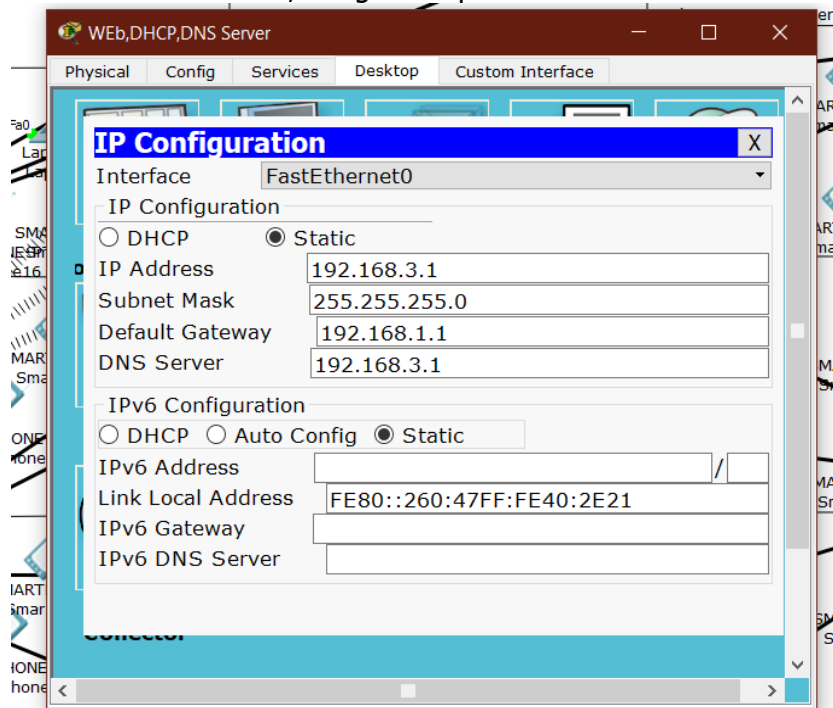 WEb,DHCP,DNS Server
Physical Config Services Desktop Custom Interface
IP Configuration X
Interface FastEthernet0
IP Configuration
DHCP Static
IP Address 192.168.3.1
Subnet Mask 255.255.255.0
Default Gateway 192.168.1.1
DNS Server 192.168.3.1
IPv6 Configuration
DHCP Auto Config Static
IPv6 Address /
Link Local Address FE80::260:47FF:FE40:2E21
IPv6 Gateway
IPv6 DNS Server
Fa0